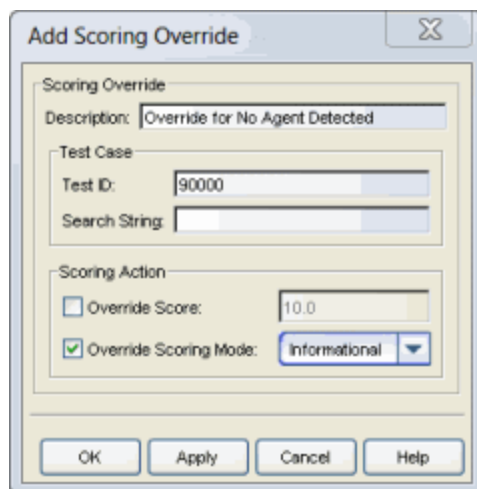 Add Scoring Override
Scoring Override
Description: Override for No Agent Detected
Test Case
Test ID: 90000
Search String:
Scoring Action
Override Score: 10.0
Override Scoring Mode: Informational
OK Apply Cancel Help